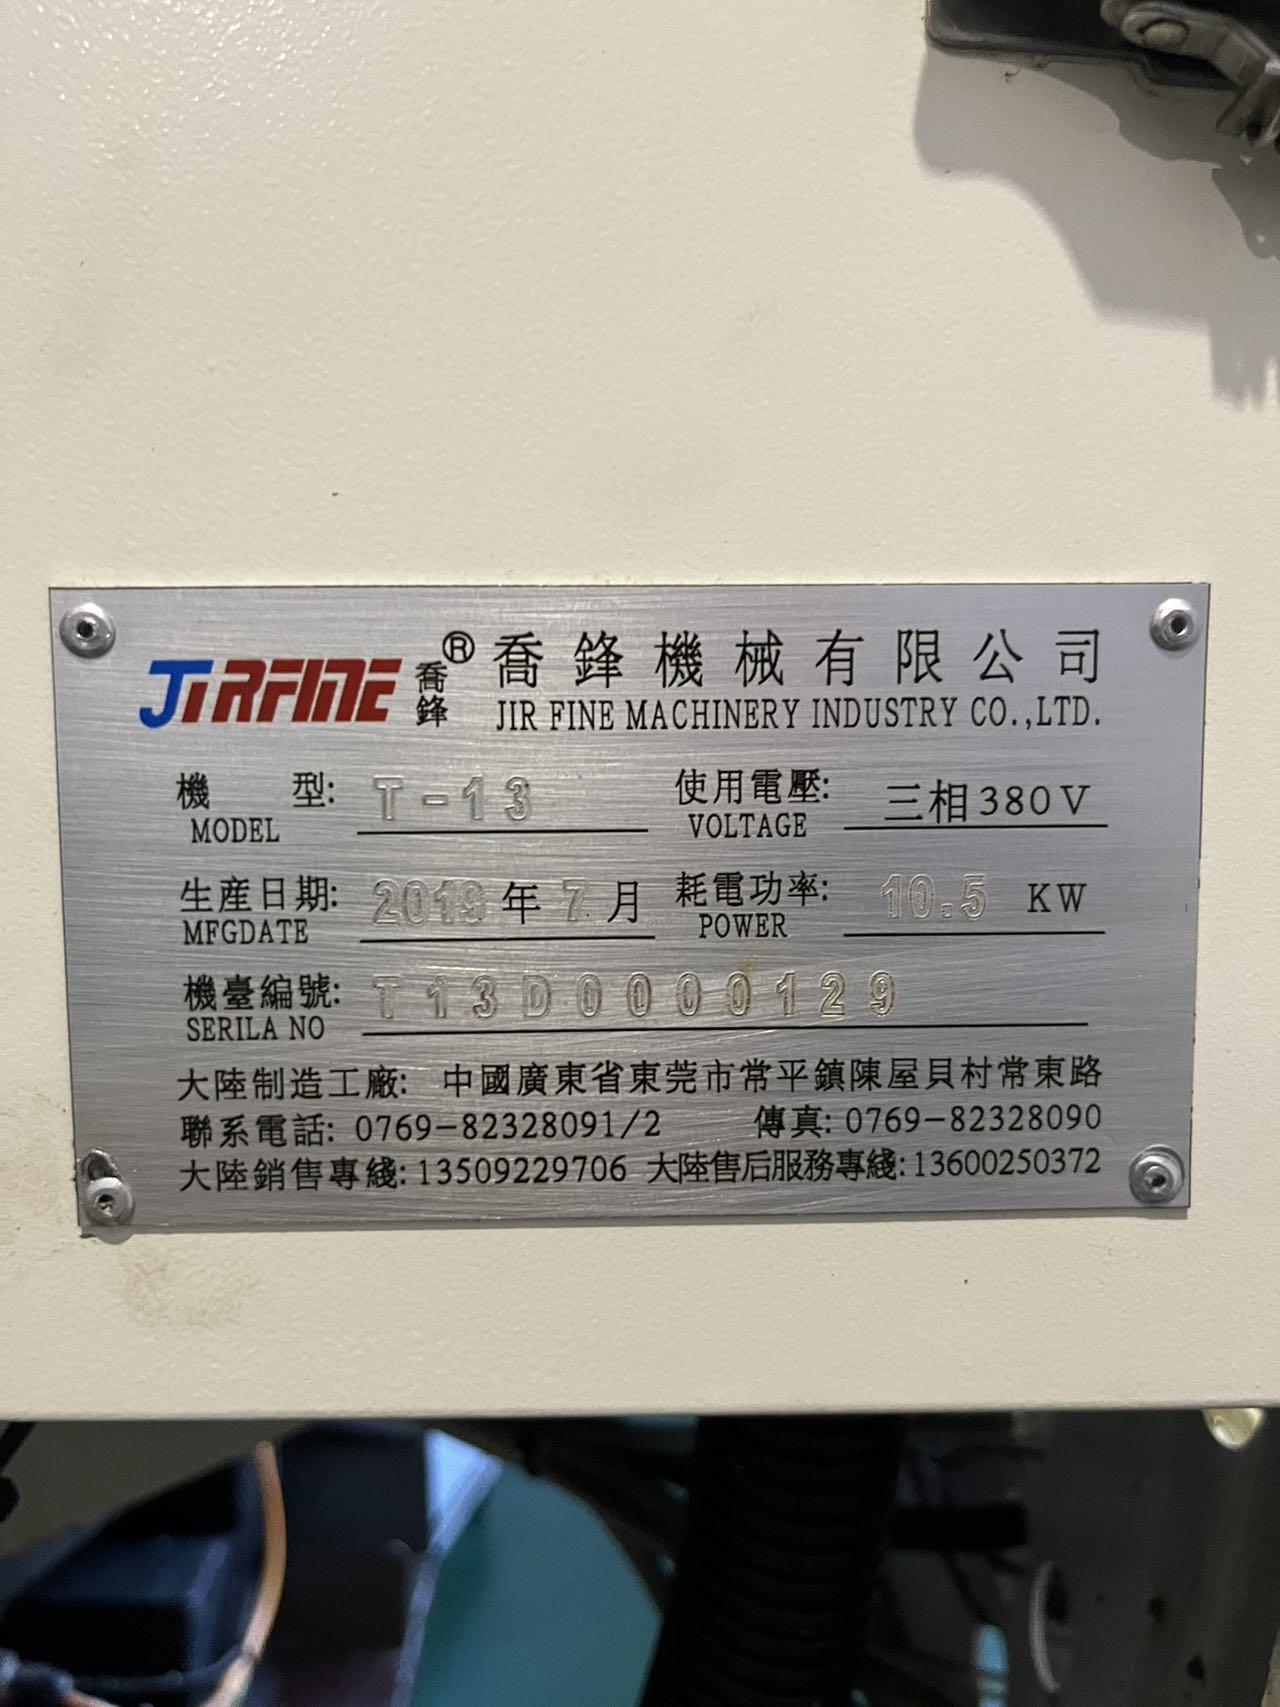 JIRFINE 喬鋒 ® 喬鋒機械有限公司
JIR FINE MACHINERY INDUSTRY CO.,LTD.
機 型: T-13 使用電壓: 三相380V
MODEL VOLTAGE
生産日期: 2019年7月 耗電功率: 10.5 KW
MFGDATE POWER
機臺編號: T13D0000129
SERILA NO
大陸制造工廠: 中國廣東省東莞市常平鎮陳屋貝村常東路
聯系電話: 0769-82328091/2 傳真: 0769-82328090
大陸銷售專綫:13509229706 大陸售后服務專綫:13600250372